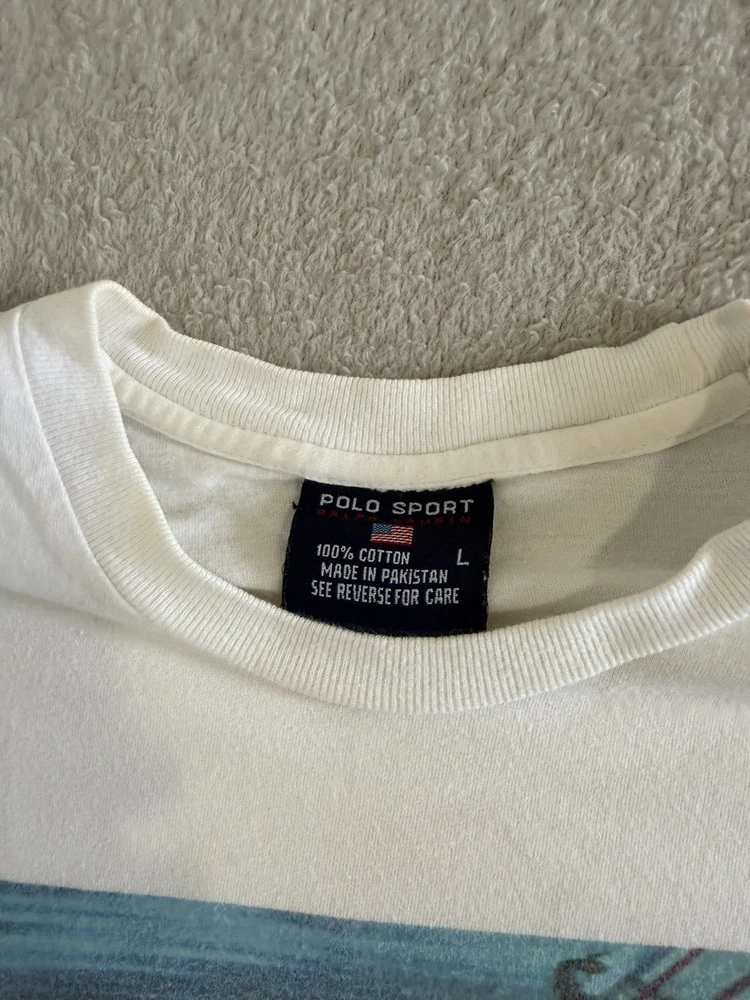 POLO SPORT
RALPH LAUREN
100% COTTON L
MADE IN PAKISTAN
SEE REVERSE FOR CARE